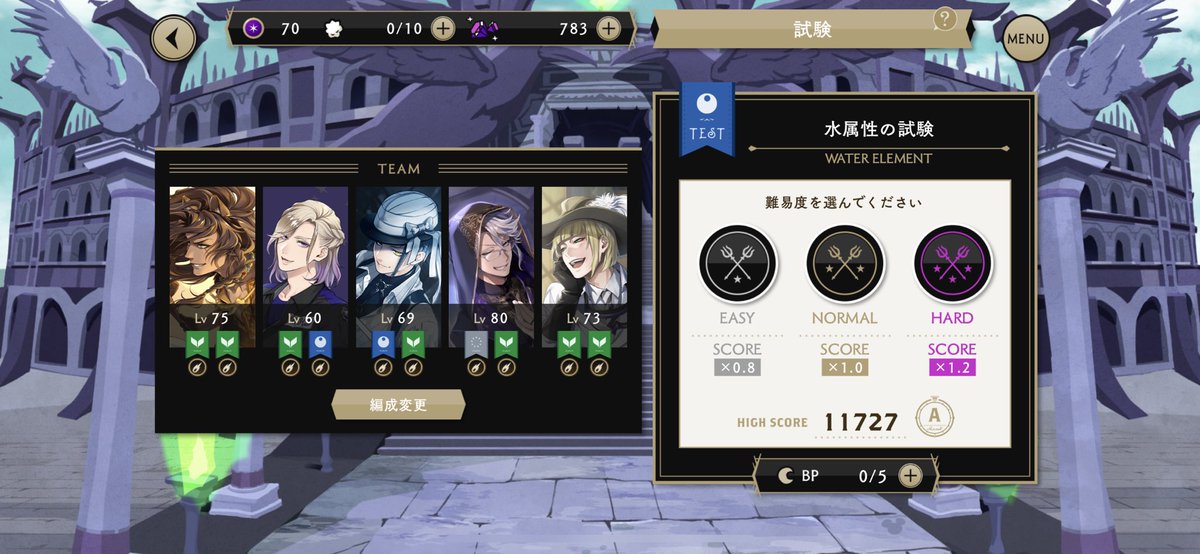 70
0/10
783
試験
?
MENU
TEAM
Lv 75
Lv 60
Lv 69
Lv 80
Lv 73
編成変更
TEST
水属性の試験
WATER ELEMENT
難易度を選んでください
EASY
NORMAL
HARD
SCORE
×0.8
SCORE
×1.0
SCORE
×1.2
HIGH SCORE 11727
A
BP 0/5